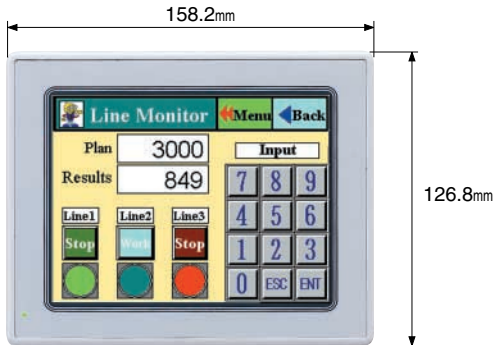 158.2mm
Line Monitor
Menu
Back
Plan
3000
Input
Results
849
7 8 9
Line1 Line2 Line3
4 5 6
Stop
Work
Stop
1 2 3
0 ESC ENT
126.8mm